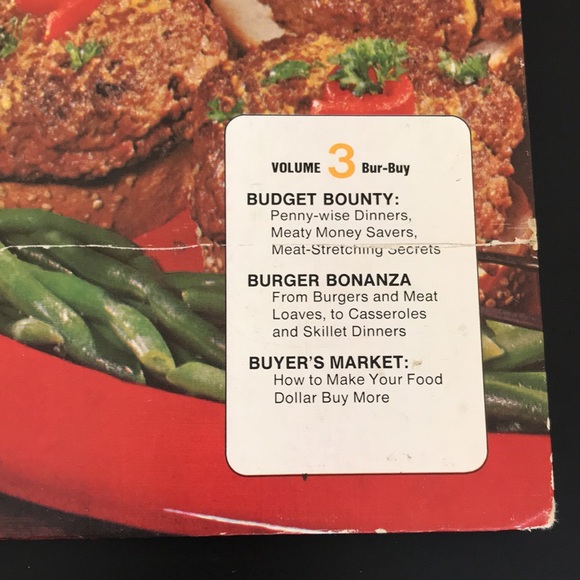 VOLUME 3 Bur-Buy
BUDGET BOUNTY:
Penny-wise Dinners,
Meaty Money Savers,
Meat-Stretching Secrets
BURGER BONANZA
From Burgers and Meat
Loaves, to Casseroles
and Skillet Dinners
BUYER'S MARKET:
How to Make Your Food
Dollar Buy More